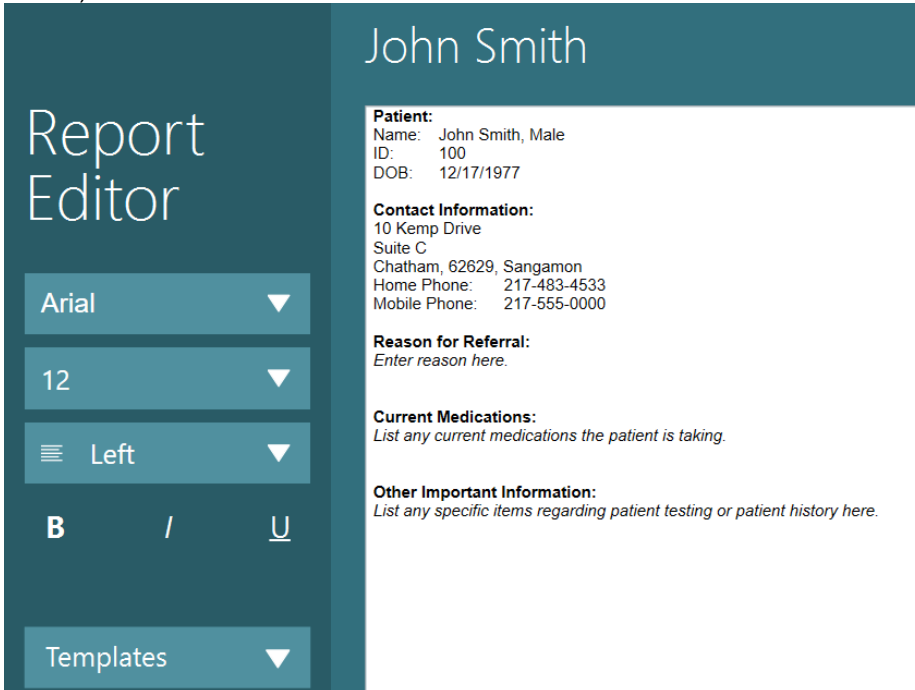 John Smith
Report
Editor
Arial
12
Left
B I U
Templates
Patient:
Name: John Smith, Male
ID: 100
DOB: 12/17/1977
Contact Information:
10 Kemp Drive
Suite C
Chatham, 62629, Sangamon
Home Phone: 217-483-4533
Mobile Phone: 217-555-0000
Reason for Referral:
Enter reason here.
Current Medications:
List any current medications the patient is taking.
Other Important Information:
List any specific items regarding patient testing or patient history here.